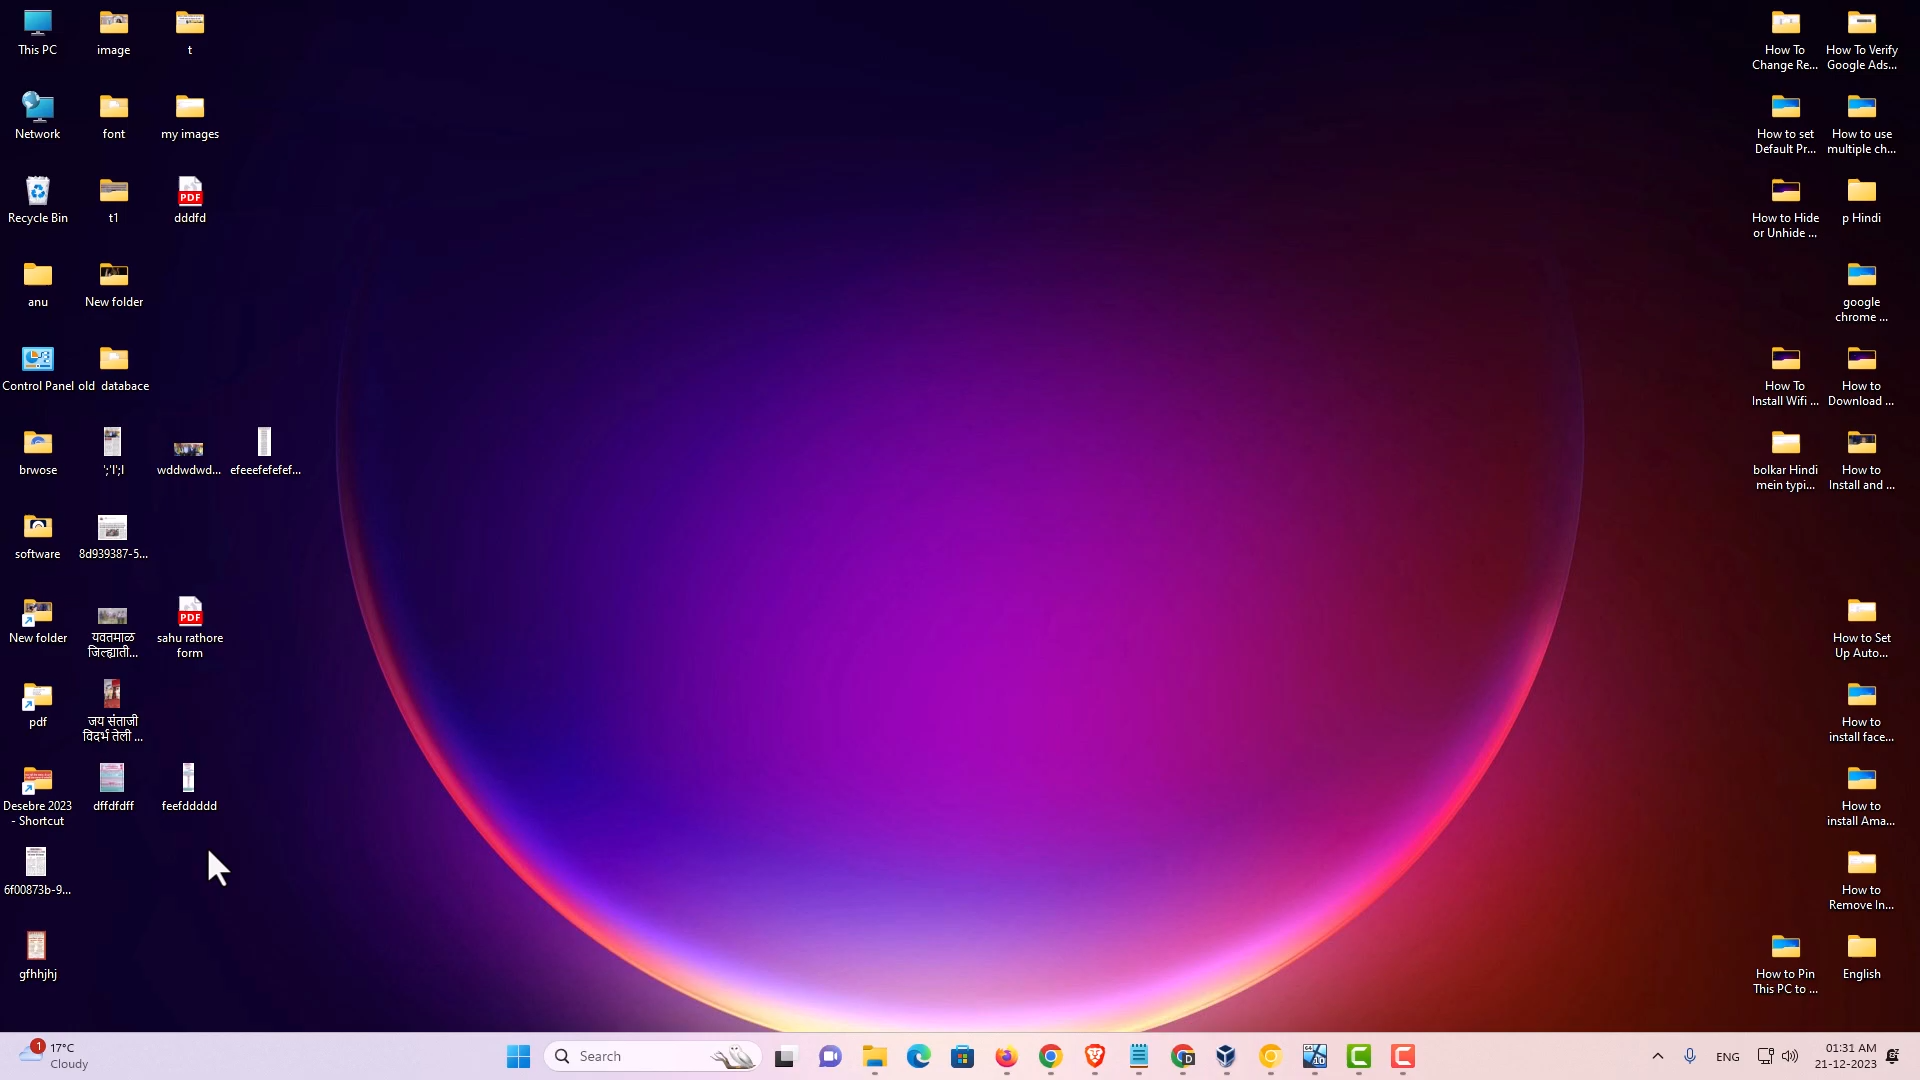 This PC
image
t
Network
font
my images
Recycle Bin
t1
PDF
dddfd
anu
New folder
Control Panel
old databace
brwose
';'l';l
wddwdwd...
efeeefefefef...
software
8d939387-5...
New folder
यवतमाळ
जिल्ह्याती...
PDF
sahu rathore
form
pdf
जय संताजी
विदर्भ तेली ...
Desebre 2023
- Shortcut
dffdfdff
feefddddd
6f00873b-9...
gfhhjhj
How To
Change Re...
How To Verify
Google Ads...
How to set
Default Pr...
How to use
multiple ch...
How to Hide
or Unhide ...
p Hindi
google
chrome ...
How To
Install Wifi ...
How to
Download ...
bolkar Hindi
mein typi...
How to
Install and ...
How to Set
Up Auto...
How to
install face...
How to
install Ama...
How to
Remove In...
How to Pin
This PC to ...
English
1
17°C
Cloudy
Search
ENG
01:31 AM
21-12-2023